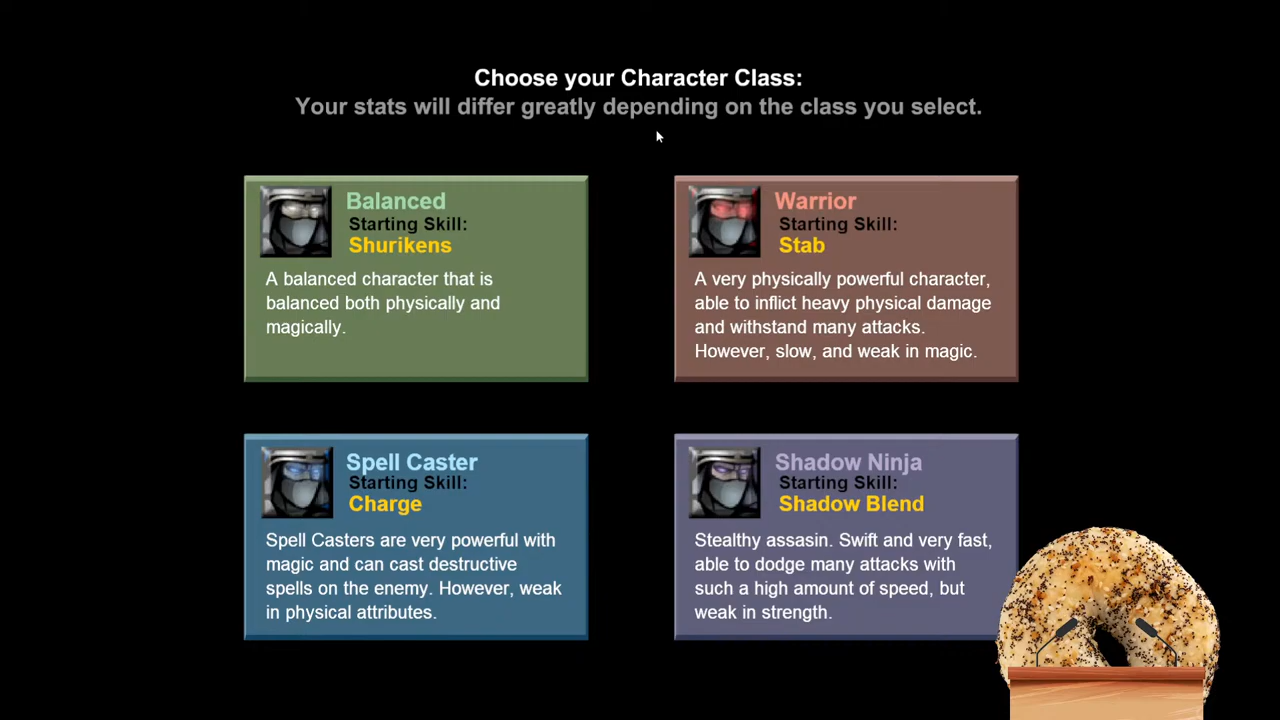 Choose your Character Class:
Your stats will differ greatly depending on the class you select.
Balanced
Starting Skill:
Shurikens
A balanced character that is
balanced both physically and
magically.
Warrior
Starting Skill:
Stab
A very physically powerful character,
able to inflict heavy physical damage
and withstand many attacks.
However, slow, and weak in magic.
Spell Caster
Starting Skill:
Charge
Spell Casters are very powerful with
magic and can cast destructive
spells on the enemy. However, weak
in physical attributes.
Shadow Ninja
Starting Skill:
Shadow Blend
Stealthy assasin. Swift and very fast,
able to dodge many attacks with
such a high amount of speed, but
weak in strength.